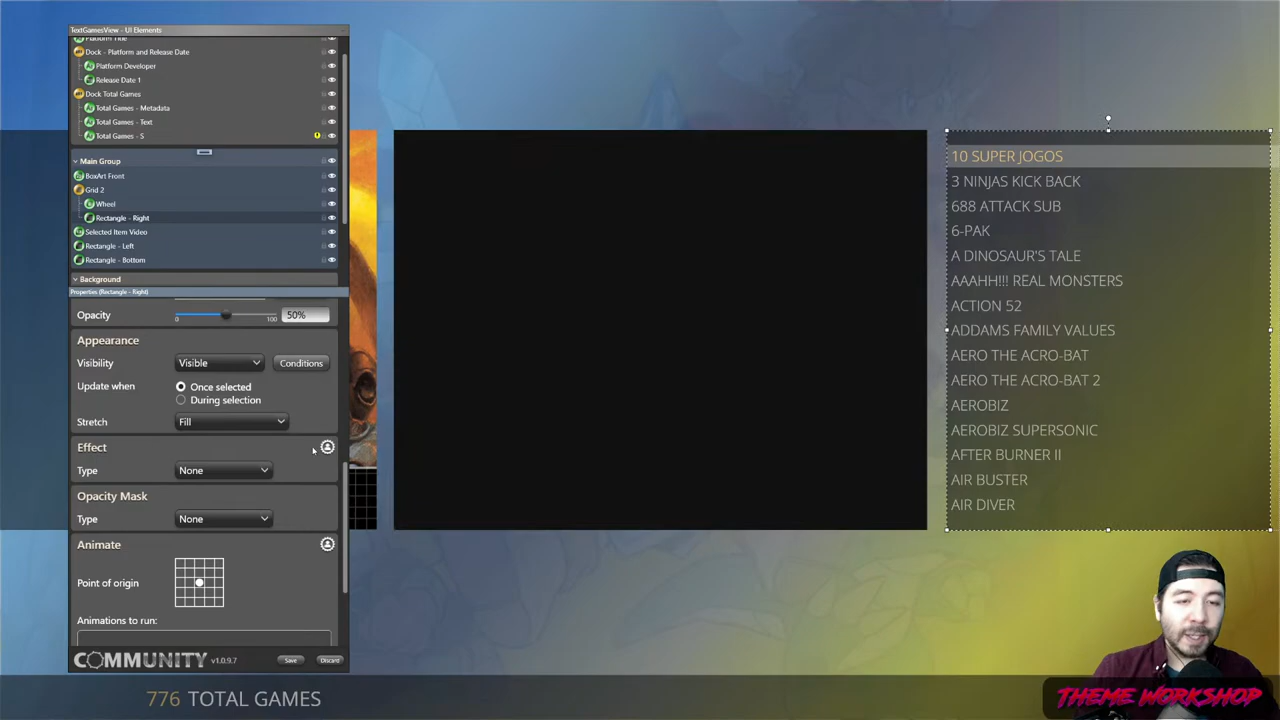 TextGamesView - UI Elements
Platform Title
Dock - Platform and Release Date
Platform Developer
Release Date 1
Dock Total Games
Total Games - Metadata
Total Games - Text
Total Games - S
Main Group
BoxArt Front
Grid 2
Wheel
Rectangle - Right
Selected Item Video
Rectangle - Left
Rectangle - Bottom
Background
Properties (Rectangle - Right)
Opacity 0 100 50%
Appearance
Visibility Visible Conditions
Update when Once selected
During selection
Stretch Fill
Effect
Type None
Opacity Mask
Type None
Animate
Point of origin
Animations to run:
COMMUNITY v1.0.9.7 Save Discard
10 SUPER JOGOS
3 NINJAS KICK BACK
688 ATTACK SUB
6-PAK
A DINOSAUR'S TALE
AAAHH!!! REAL MONSTERS
ACTION 52
ADDAMS FAMILY VALUES
AERO THE ACRO-BAT
AERO THE ACRO-BAT 2
AEROBIZ
AEROBIZ SUPERSONIC
AFTER BURNER II
AIR BUSTER
AIR DIVER
776 TOTAL GAMES
THEME WORKSHOP